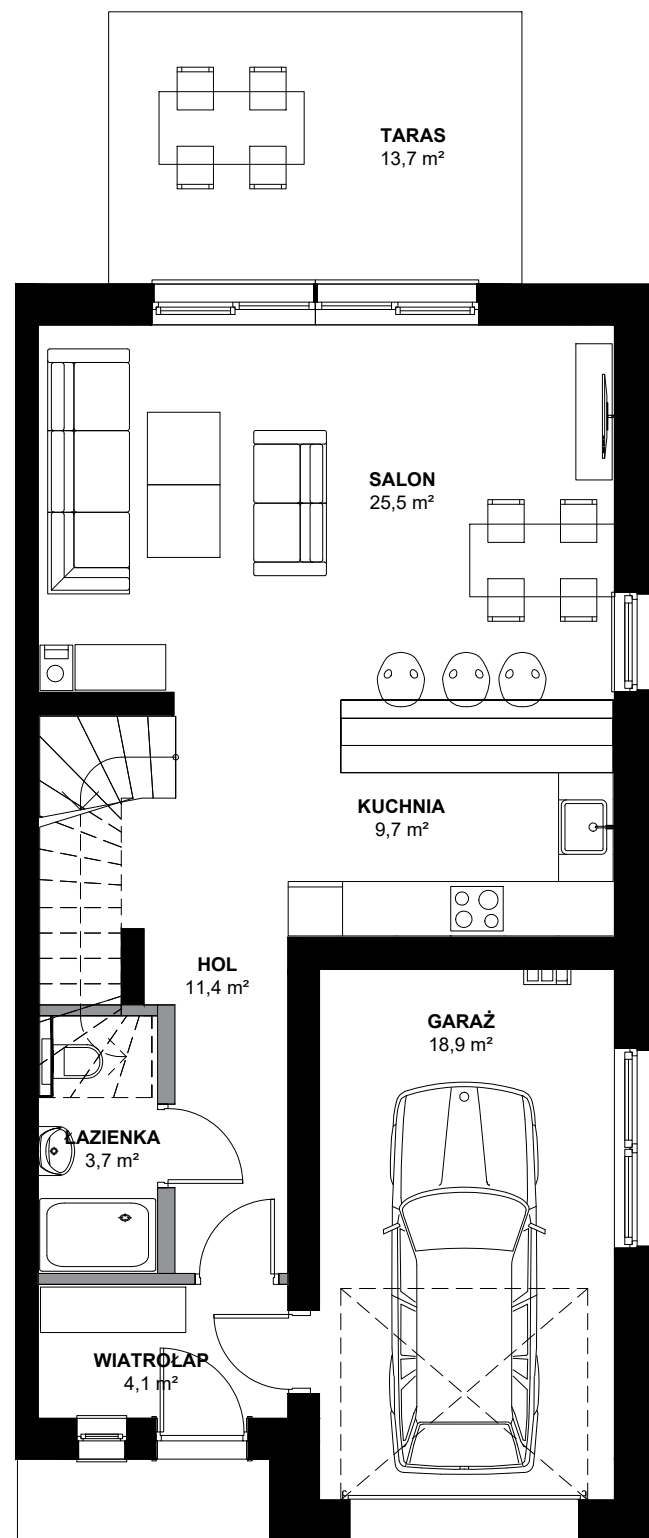 TARAS
13,7 m²
SALON
25,5 m²
KUCHNIA
9,7 m²
HOL
11,4 m²
GARAŻ
18,9 m²
ŁAZIENKA
3,7 m²
WIATROŁAP
4,1 m²